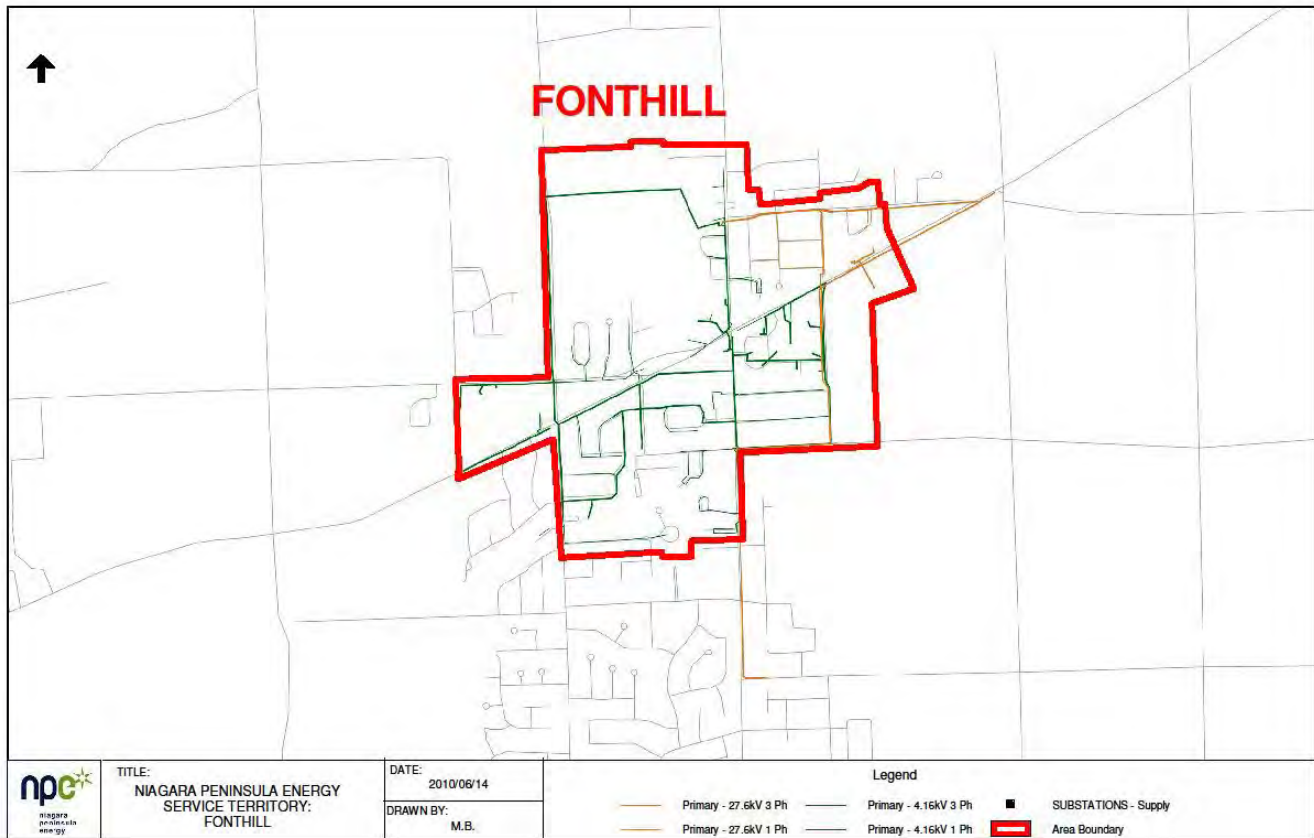 FONTHILL
npe
niagara
peninsula
energy
TITLE:
NIAGARA PENINSULA ENERGY
SERVICE TERRITORY:
FONTHILL
DATE:
2010/06/14
DRAWN BY:
M.B.
Legend
Primary - 27.6kV 3 Ph
Primary - 4.16kV 3 Ph
SUBSTATIONS - Supply
Primary - 27.6kV 1 Ph
Primary - 4.16kV 1 Ph
Area Boundary